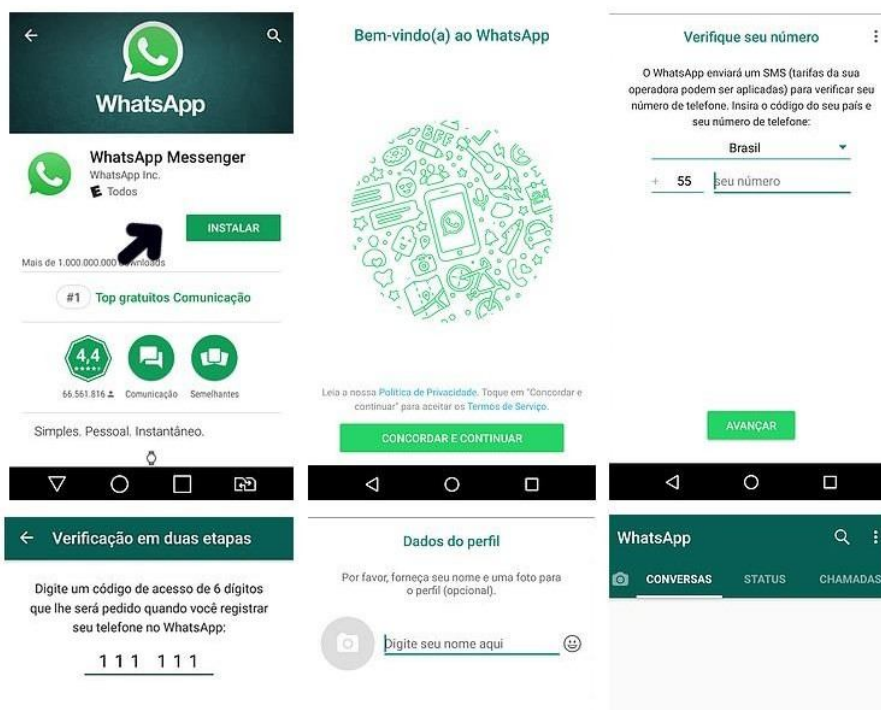 WhatsApp
WhatsApp Messenger
WhatsApp Inc.
E Todos
INSTALAR
Mais de 1.000.000.000 downloads
#1 Top gratuitos Comunicação
4,4
66.561.816
Comunicação
Semelhantes
Simples. Pessoal. Instantâneo.
Bem-vindo(a) ao WhatsApp
BFF
Leia a nossa Política de Privacidade. Toque em "Concordar e
continuar" para aceitar os Termos de Serviço.
CONCORDAR E CONTINUAR
Verifique seu número
O WhatsApp enviará um SMS (tarifas da sua
operadora podem ser aplicadas) para verificar seu
número de telefone. Insira o código do seu país e
seu número de telefone:
Brasil
+ 55 seu número
AVANÇAR
Verificação em duas etapas
Digite um código de acesso de 6 dígitos
que lhe será pedido quando você registrar
seu telefone no WhatsApp:
111 111
Dados do perfil
Por favor, forneça seu nome e uma foto para
o perfil (opcional).
Digite seu nome aqui
WhatsApp
CONVERSAS STATUS CHAMADAS